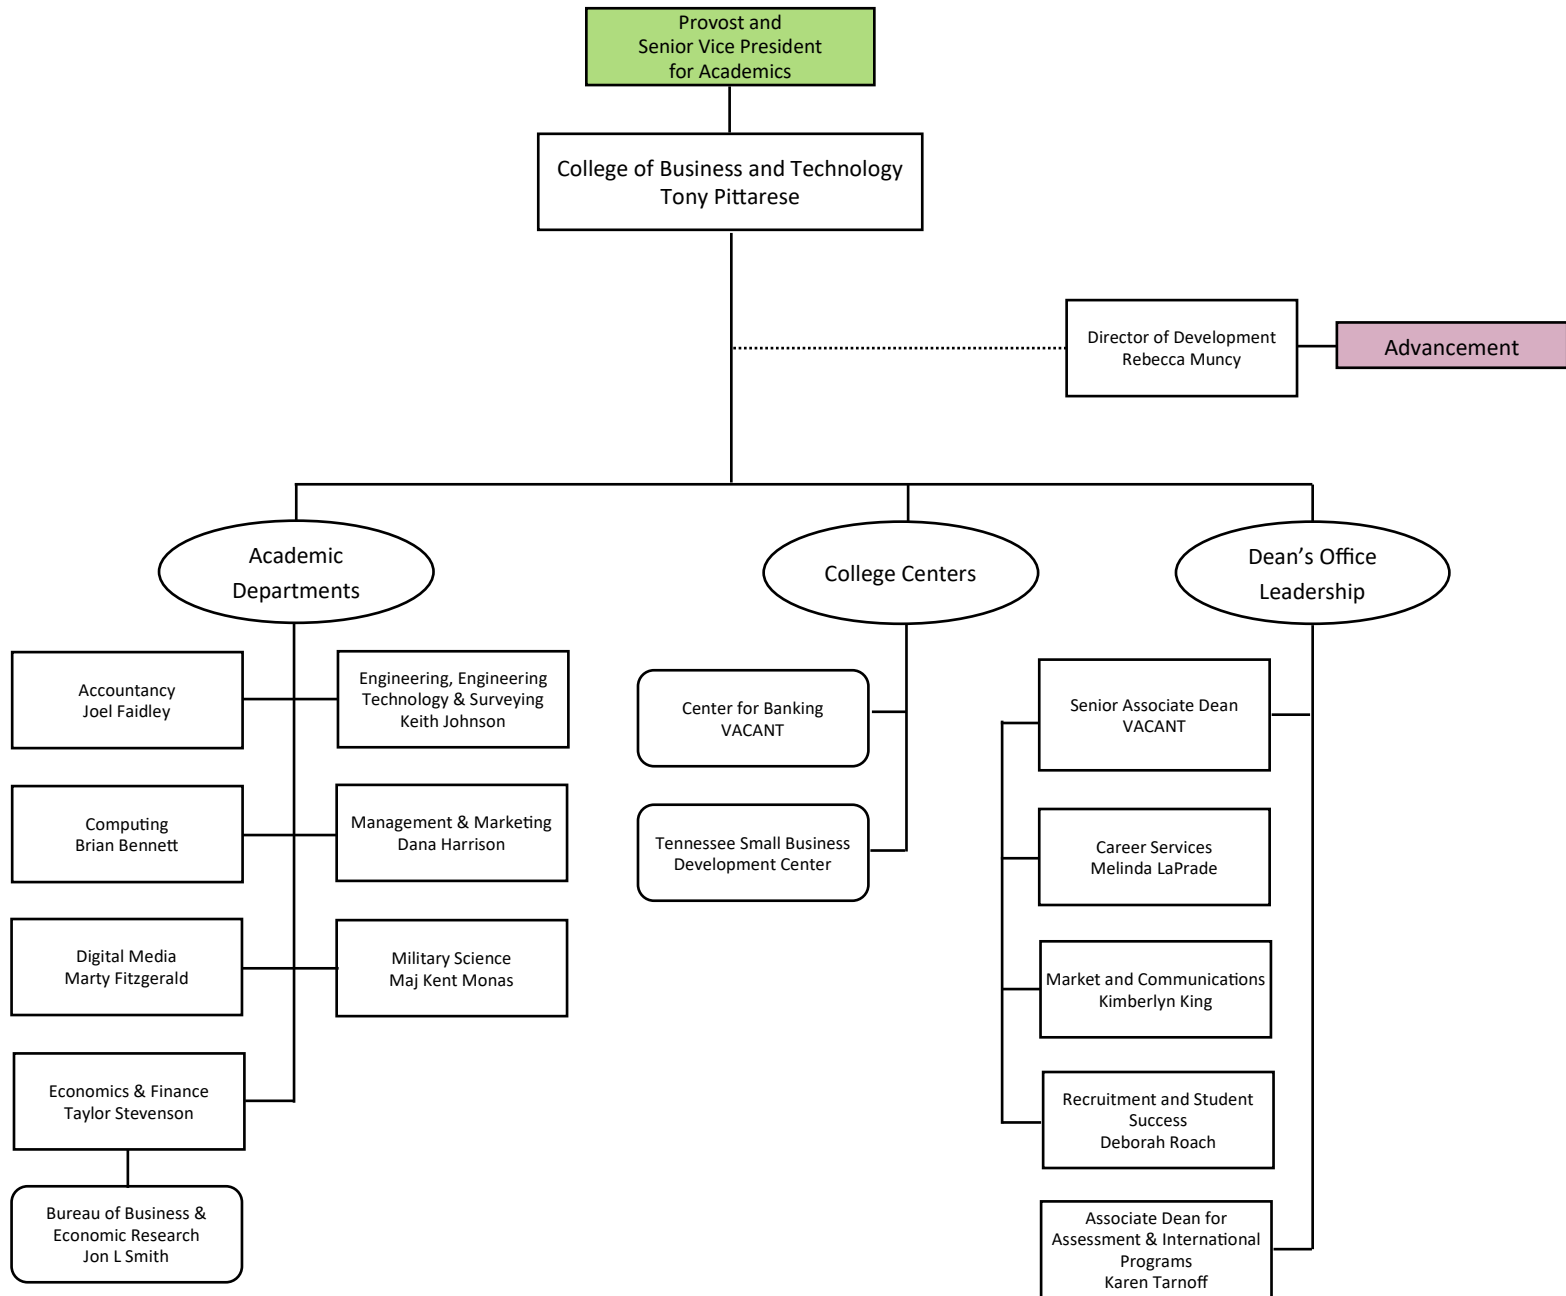 Provost and
Senior Vice President
for Academics
College of Business and Technology
Tony Pittarese
Director of Development
Rebecca Muncy
Advancement
Academic
Departments
College Centers
Dean’s Office
Leadership
Accountancy
Joel Faidley
Engineering, Engineering
Technology & Surveying
Keith Johnson
Center for Banking
VACANT
Senior Associate Dean
VACANT
Computing
Brian Bennett
Management & Marketing
Dana Harrison
Tennessee Small Business
Development Center
Career Services
Melinda LaPrade
Digital Media
Marty Fitzgerald
Military Science
Maj Kent Monas
Market and Communications
Kimberlyn King
Economics & Finance
Taylor Stevenson
Recruitment and Student
Success
Deborah Roach
Bureau of Business &
Economic Research
Jon L Smith
Associate Dean for
Assessment & International
Programs
Karen Tarnoff